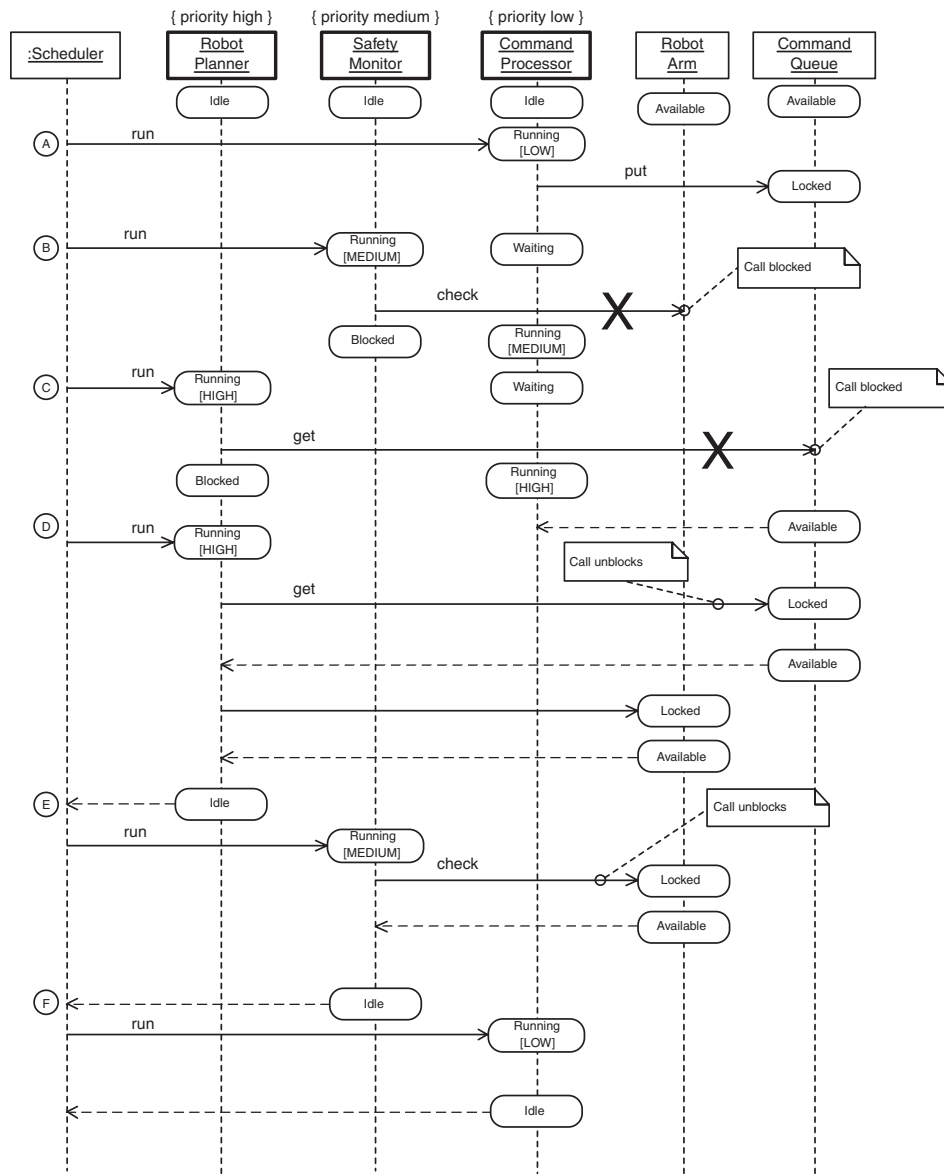 { priority high }
{ priority medium }
{ priority low }
:Scheduler
Robot
Planner
Safety
Monitor
Command
Processor
Robot
Arm
Command
Queue
Idle
Idle
Idle
Available
Available
A
run
Running
[LOW]
put
Locked
B
run
Running
[MEDIUM]
Waiting
Call blocked
check
X
Blocked
Running
[MEDIUM]
C
run
Running
[HIGH]
Waiting
Call blocked
get
X
Blocked
Running
[HIGH]
D
run
Running
[HIGH]
Available
Call unblocks
get
Locked
Available
Locked
Available
E
Idle
Call unblocks
run
Running
[MEDIUM]
check
Locked
Available
F
Idle
run
Running
[LOW]
Idle